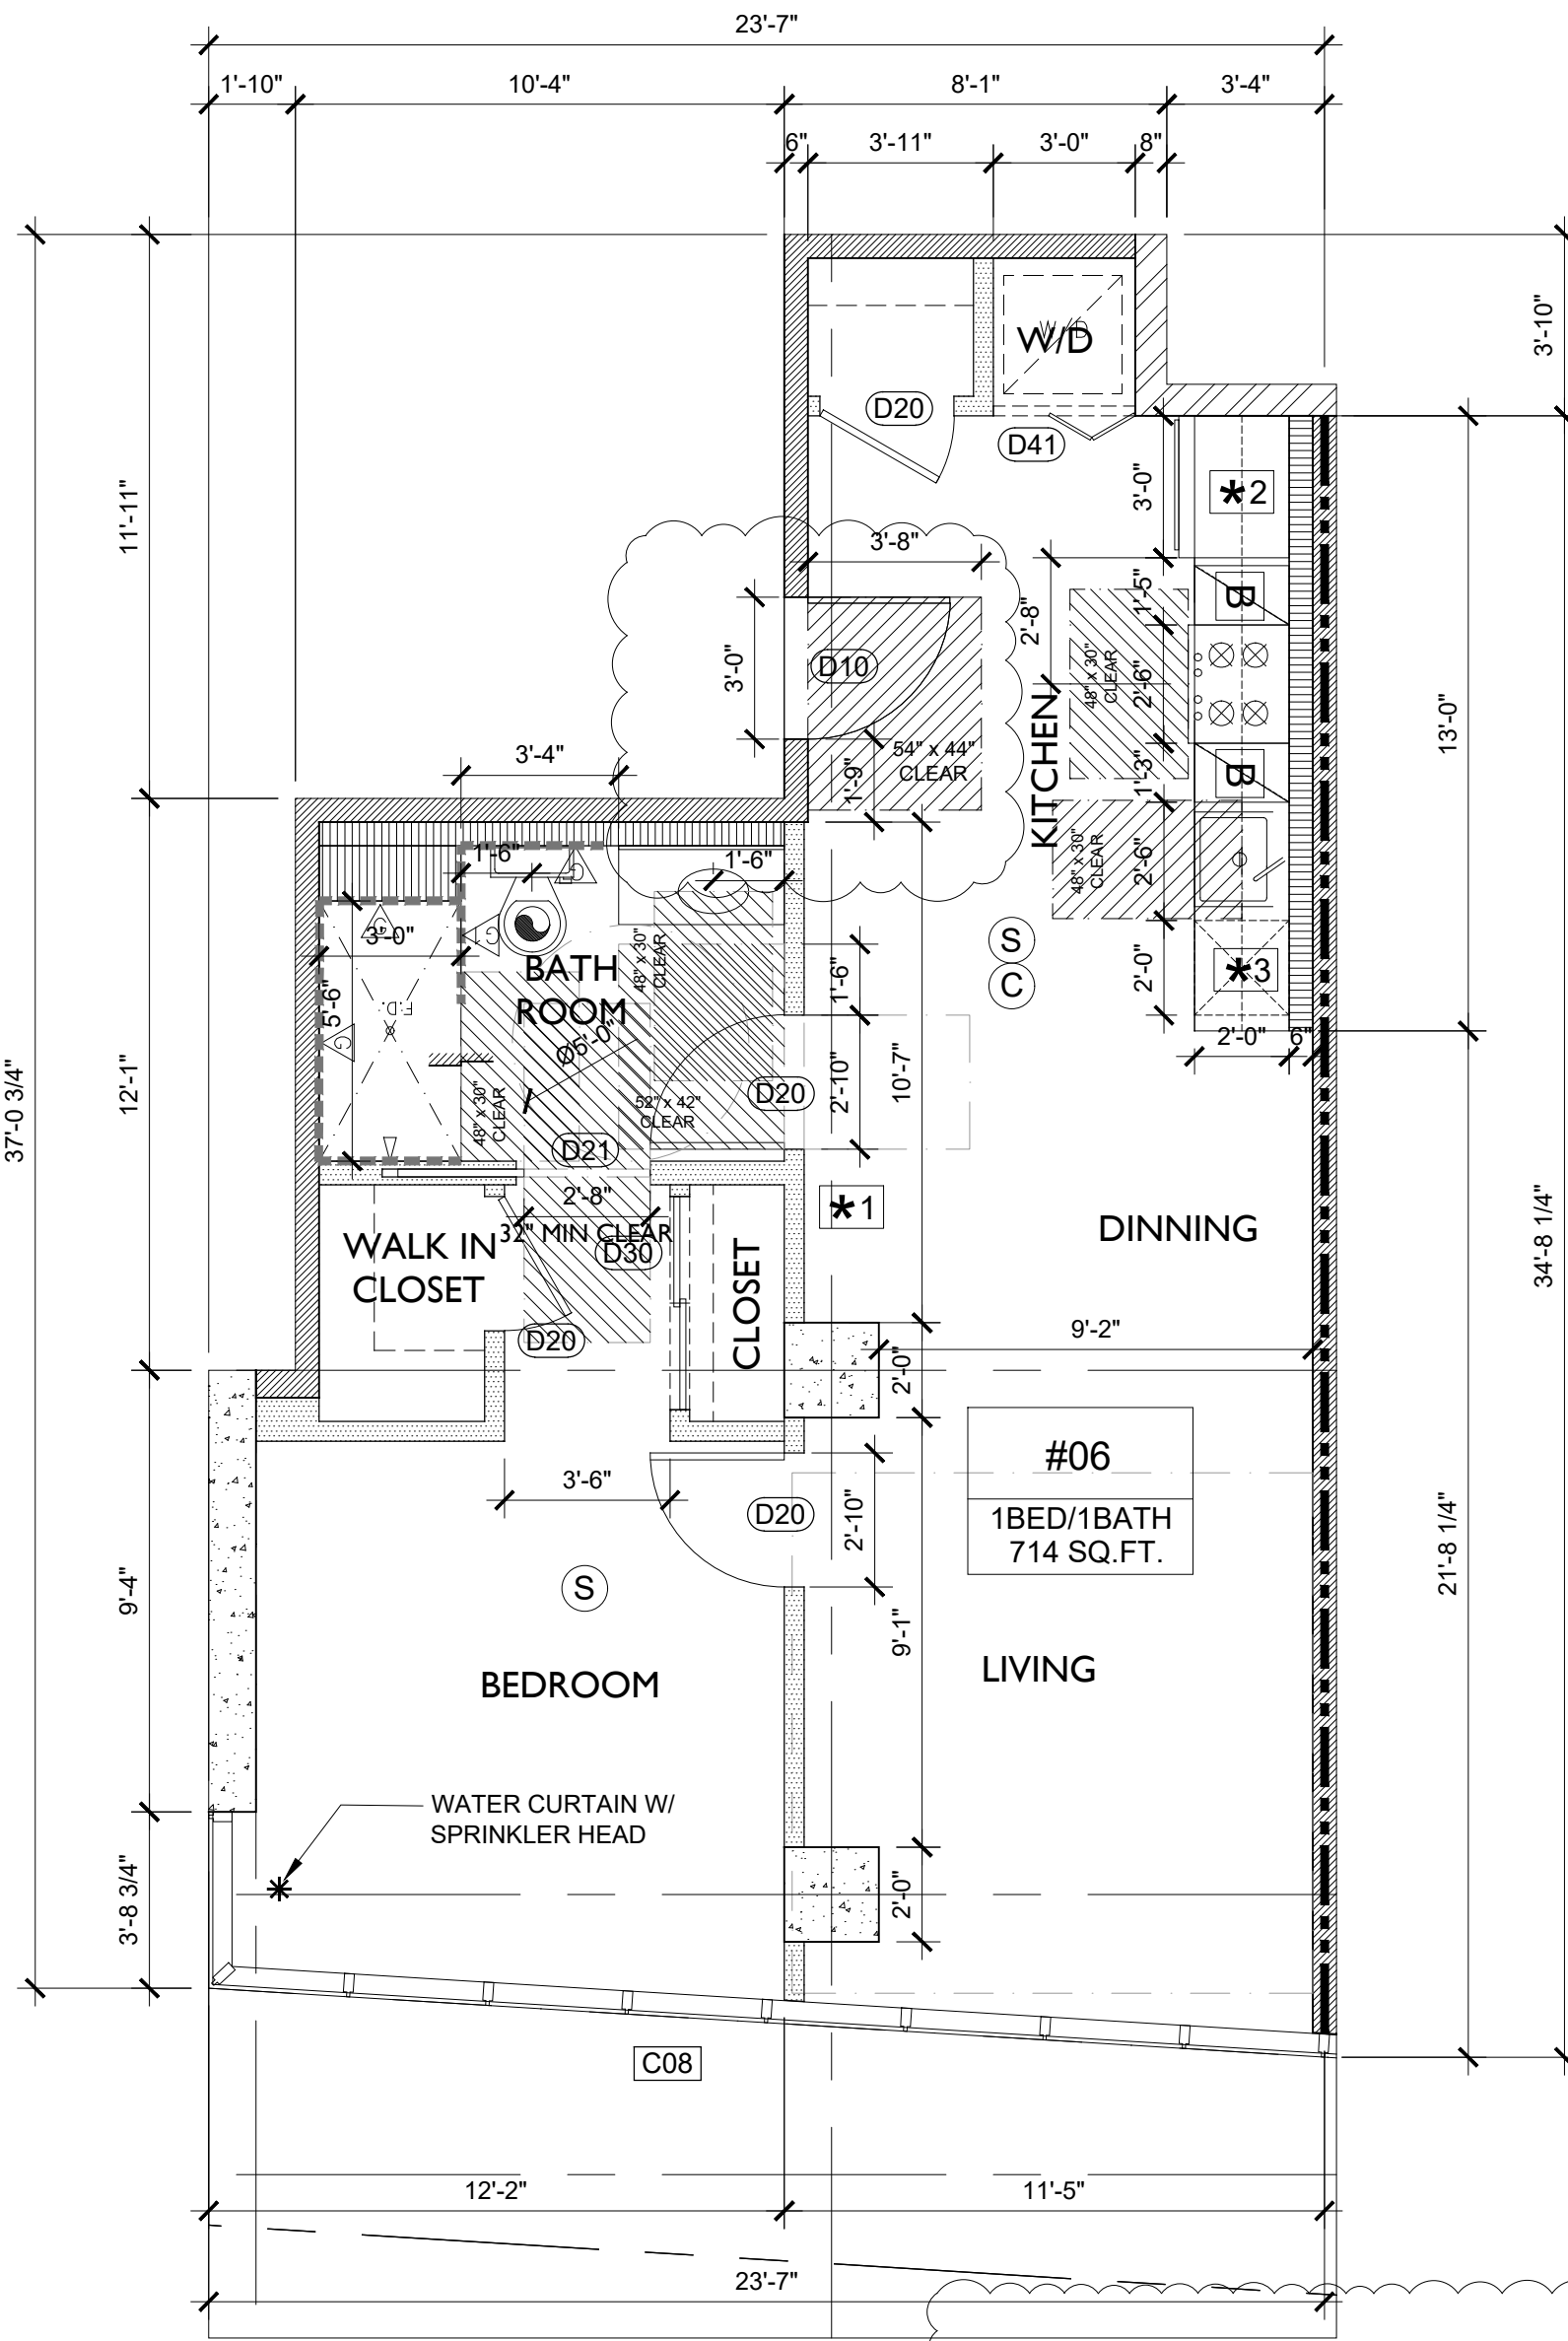 23'-7"
1'-10"
10'-4"
8'-1"
3'-4"
6"
3'-11"
3'-0"
8"
3'-10"
W/D
W/D
D20
D41
11'-11"
3'-0"
*2
3'-8"
1'-5"
B
2'-8"
3'-0"
D10
48" x 30"
CLEAR
2'-6"
KITCHEN
13'-0"
3'-4"
54" x 44"
CLEAR
1'-9"
1'-3"
B
1'-6"
G
1'-6"
48" x 30"
CLEAR
2'-6"
G
3'-0"
G
S
C
BATH
ROOM
48" x 30"
CLEAR
1'-6"
2'-0"
*3
5'-6"
F.D.
G
Ø5'-0"
2'-0"
6"
37'-0 3/4"
12'-1"
48" x 30"
CLEAR
52" x 42"
CLEAR
D20
2'-10"
10'-7"
D21
2'-8"
32" MIN CLEAR
D30
*1
DINNING
WALK IN
CLOSET
CLOSET
34'-8 1/4"
D20
9'-2"
2'-0"
#06
1BED/1BATH
714 SQ.FT.
3'-6"
D20
2'-10"
9'-4"
S
21'-8 1/4"
9'-1"
BEDROOM
LIVING
WATER CURTAIN W/
SPRINKLER HEAD
3'-8 3/4"
2'-0"
C08
12'-2"
11'-5"
23'-7"